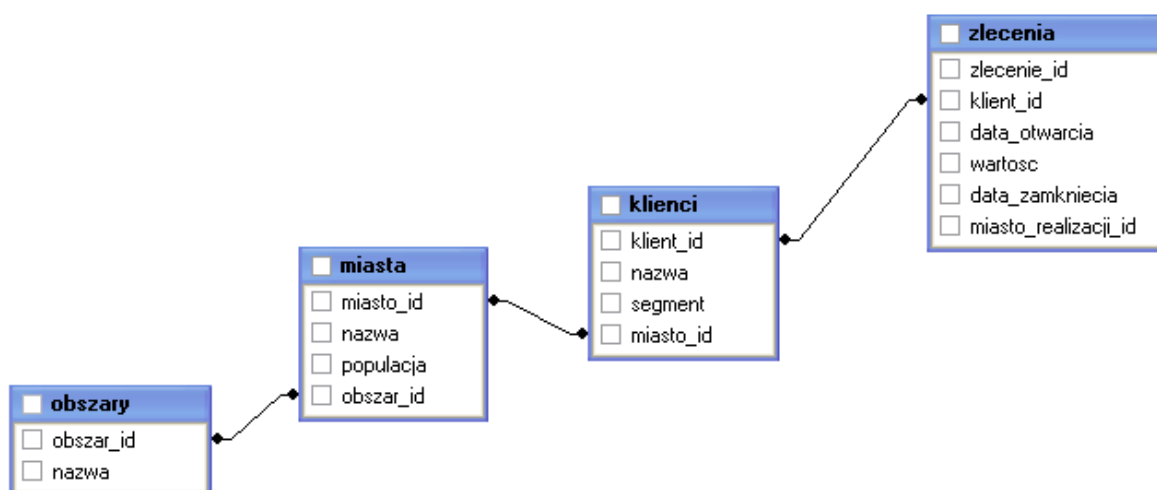 zlecenia
zlecenie_id
klient_id
data_otwarcia
wartosc
data_zamkniecia
miasto_realizacji_id
klienci
klient_id
nazwa
segment
miasto_id
miasta
miasto_id
nazwa
populacja
obszar_id
obszary
obszar_id
nazwa